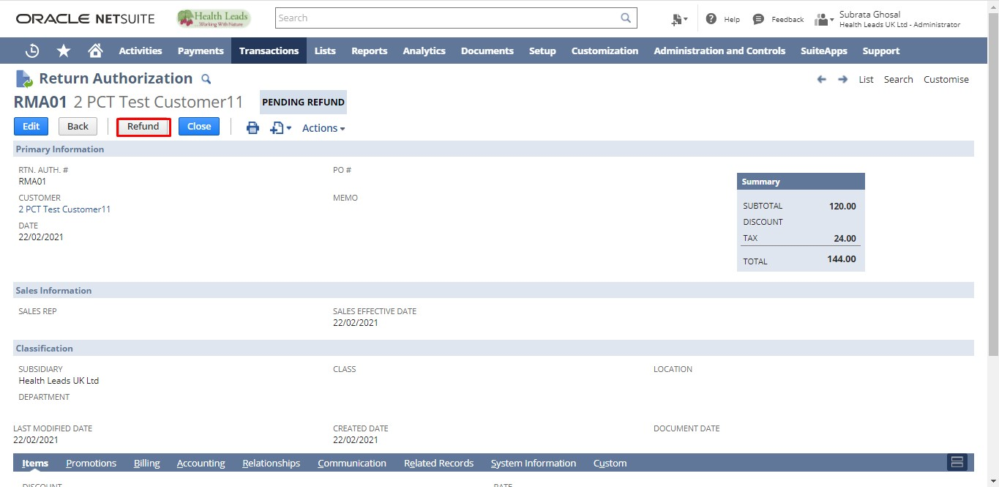 ORACLE NETSUITE
Health Leads
...Working With Nature
Search
Help
Feedback
Subrata Ghosal
Health Leads UK Ltd - Administrator
Activities Payments Transactions Lists Reports Analytics Documents Setup Customization Administration and Controls SuiteApps Support
Return Authorization
List Search Customise
RMA01 2 PCT Test Customer11 PENDING REFUND
Edit Back Refund Close Actions
Primary Information
RTN. AUTH. #
RMA01
CUSTOMER
2 PCT Test Customer11
DATE
22/02/2021
PO #
MEMO
Summary
SUBTOTAL 120.00
DISCOUNT
TAX 24.00
TOTAL 144.00
Sales Information
SALES REP
SALES EFFECTIVE DATE
22/02/2021
Classification
SUBSIDIARY
Health Leads UK Ltd
DEPARTMENT
CLASS
LOCATION
LAST MODIFIED DATE
22/02/2021
CREATED DATE
22/02/2021
DOCUMENT DATE
Items Promotions Billing Accounting Relationships Communication Related Records System Information Custom
DISCOUNT RATE